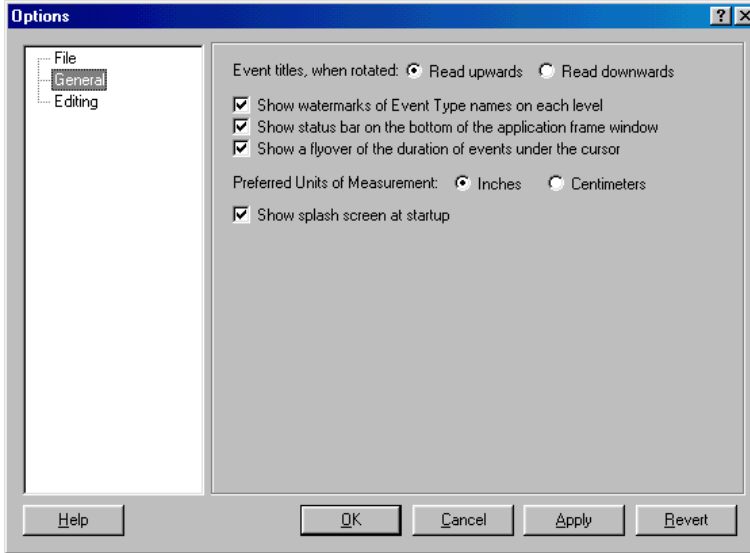 Options
File
General
Editing
Event titles, when rotated: Read upwards Read downwards
Show watermarks of Event Type names on each level
Show status bar on the bottom of the application frame window
Show a flyover of the duration of events under the cursor
Preferred Units of Measurement: Inches Centimeters
Show splash screen at startup
Help OK Cancel Apply Revert